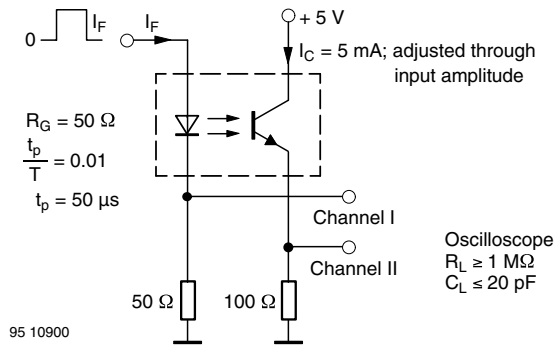 0
I_F
I_F
+ 5 V
I_C = 5 mA; adjusted through
input amplitude
R_G = 50 Ω
t_p
T
= 0.01
t_p = 50 μs
Channel I
Channel II
Oscilloscope
R_L ≥ 1 MΩ
C_L ≤ 20 pF
50 Ω
100 Ω
95 10900